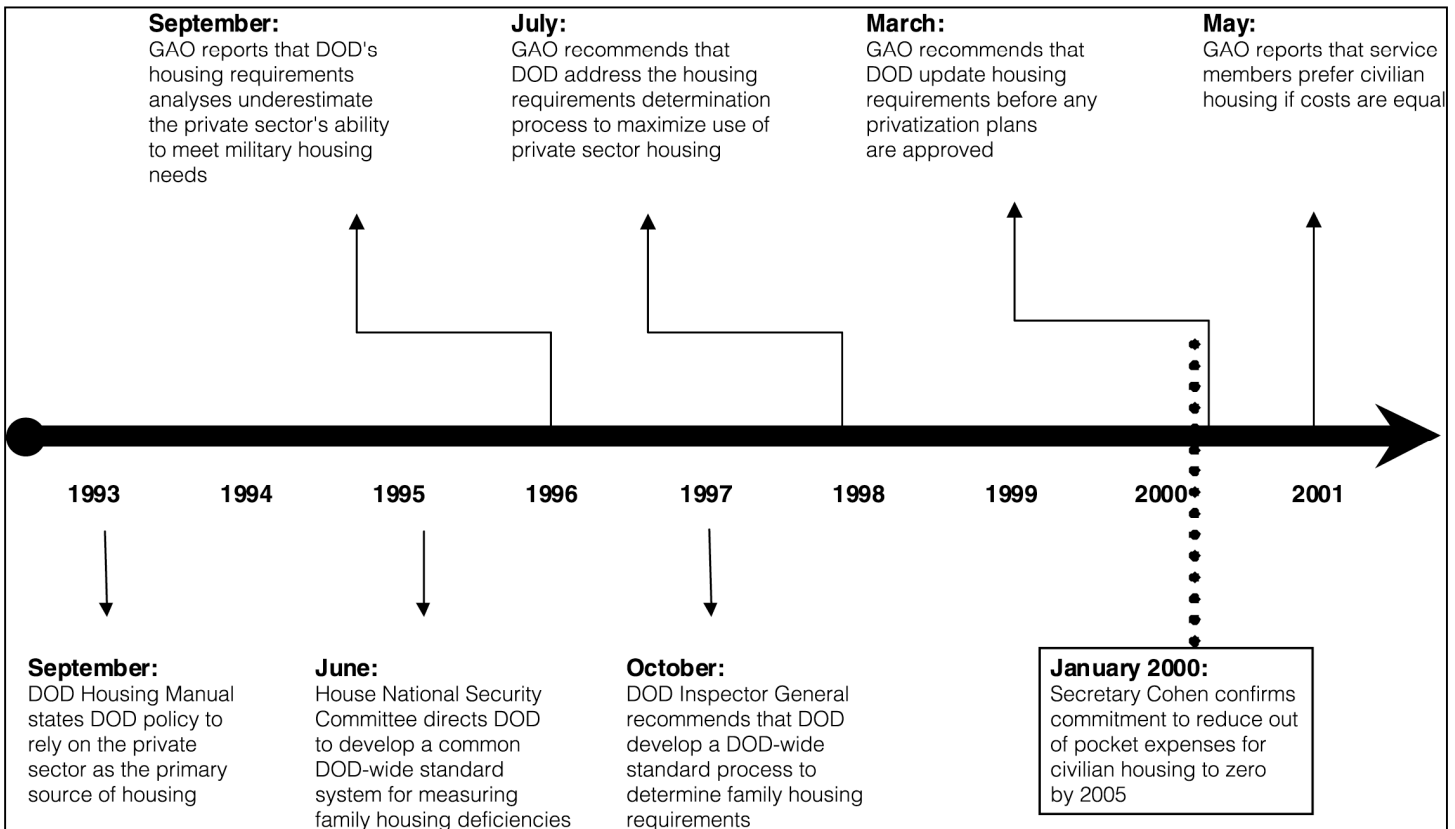 September:
GAO reports that DOD's
housing requirements
analyses underestimate
the private sector's ability
to meet military housing
needs
July:
GAO recommends that
DOD address the housing
requirements determination
process to maximize use of
private sector housing
March:
GAO recommends that
DOD update housing
requirements before any
privatization plans
are approved
May:
GAO reports that service
members prefer civilian
housing if costs are equal
1993
1994
1995
1996
1997
1998
1999
2000
2001
September:
DOD Housing Manual
states DOD policy to
rely on the private
sector as the primary
source of housing
June:
House National Security
Committee directs DOD
to develop a common
DOD-wide standard
system for measuring
family housing deficiencies
October:
DOD Inspector General
recommends that DOD
develop a DOD-wide
standard process to
determine family housing
requirements
January 2000:
Secretary Cohen confirms
commitment to reduce out
of pocket expenses for
civilian housing to zero
by 2005